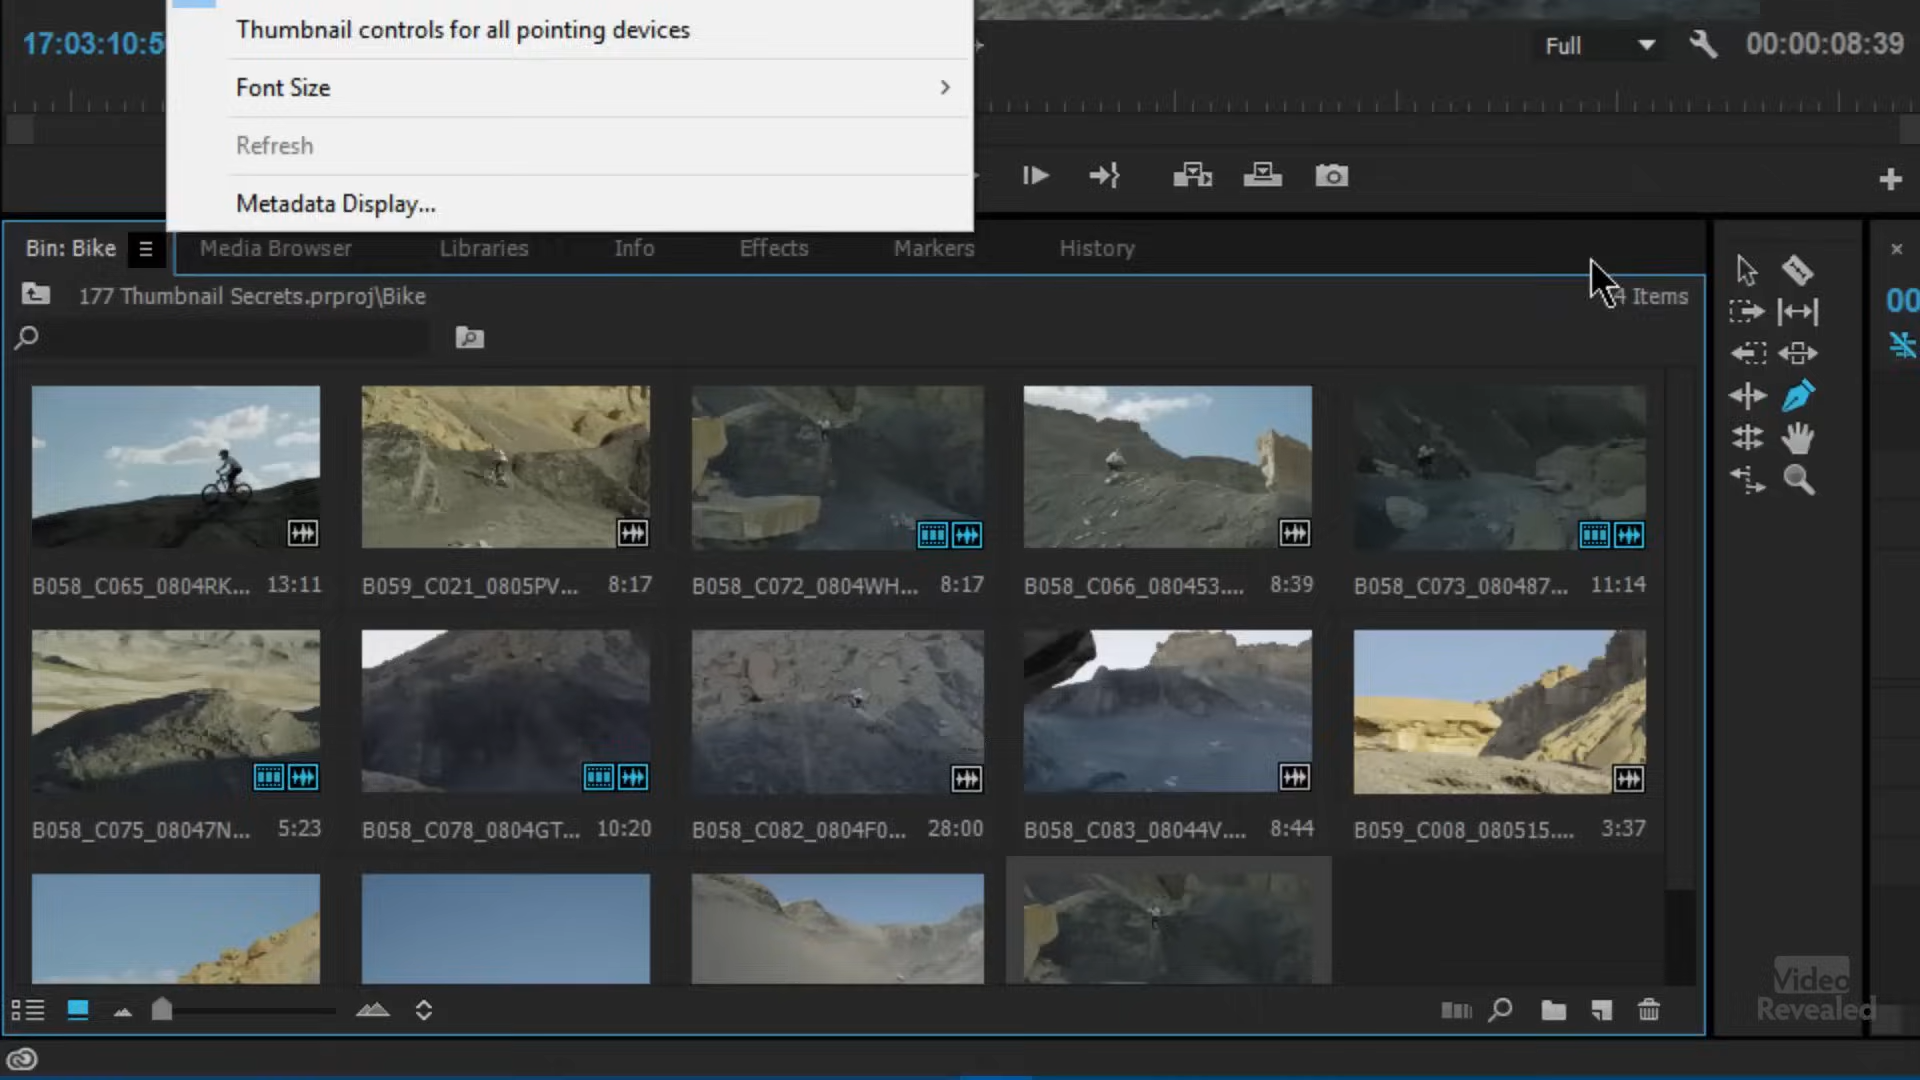 Thumbnail controls for all pointing devices
17:03:10:5
Full
00:00:08:39
Font Size
Refresh
Metadata Display...
Bin: Bike
Media Browser
Libraries
Info
Effects
Markers
History
177 Thumbnail Secrets.prproj\Bike
4 Items
00
B058_C065_0804RK... 13:11
B059_C021_0805PV... 8:17
B058_C072_0804WH... 8:17
B058_C066_080453.... 8:39
B058_C073_080487... 11:14
B058_C075_08047N... 5:23
B058_C078_0804GT... 10:20
B058_C082_0804F0... 28:00
B058_C083_08044V.... 8:44
B059_C008_080515.... 3:37
Video
Revealed